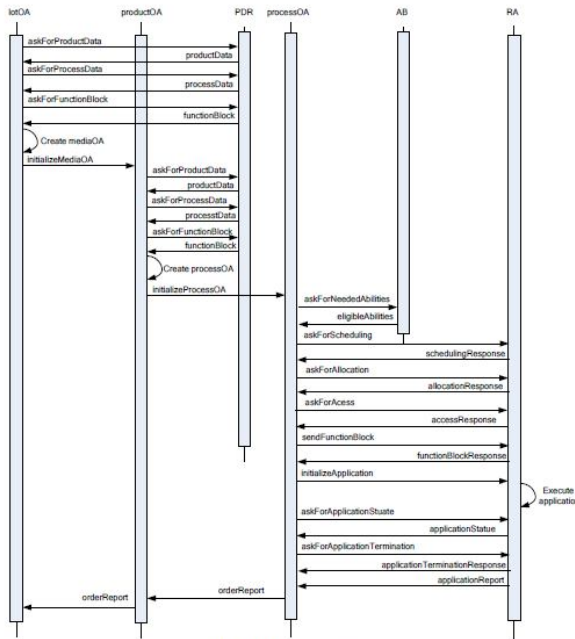 lotOA productOA PDR processOA AB RA
askForProductData
productData
askForProcessData
processData
askForFunctionBlock
functionBlock
Create mediaOA
initializeMediaOA
askForProductData
productData
askForProcessData
processtData
askForFunctionBlock
functionBlock
Create processOA
initializeProcessOA
askForNeededAbilities
eligibleAbilities
askForScheduling
schedulingResponse
askForAllocation
allocationResponse
askForAcess
accessResponse
sendFunctionBlock
functionBlockResponse
initializeApplication
Execute
applicatio
askForApplicationStuate
applicationStatue
askForApplicationTermination
applicationTerminationResponse
applicationReport
orderReport
orderReport